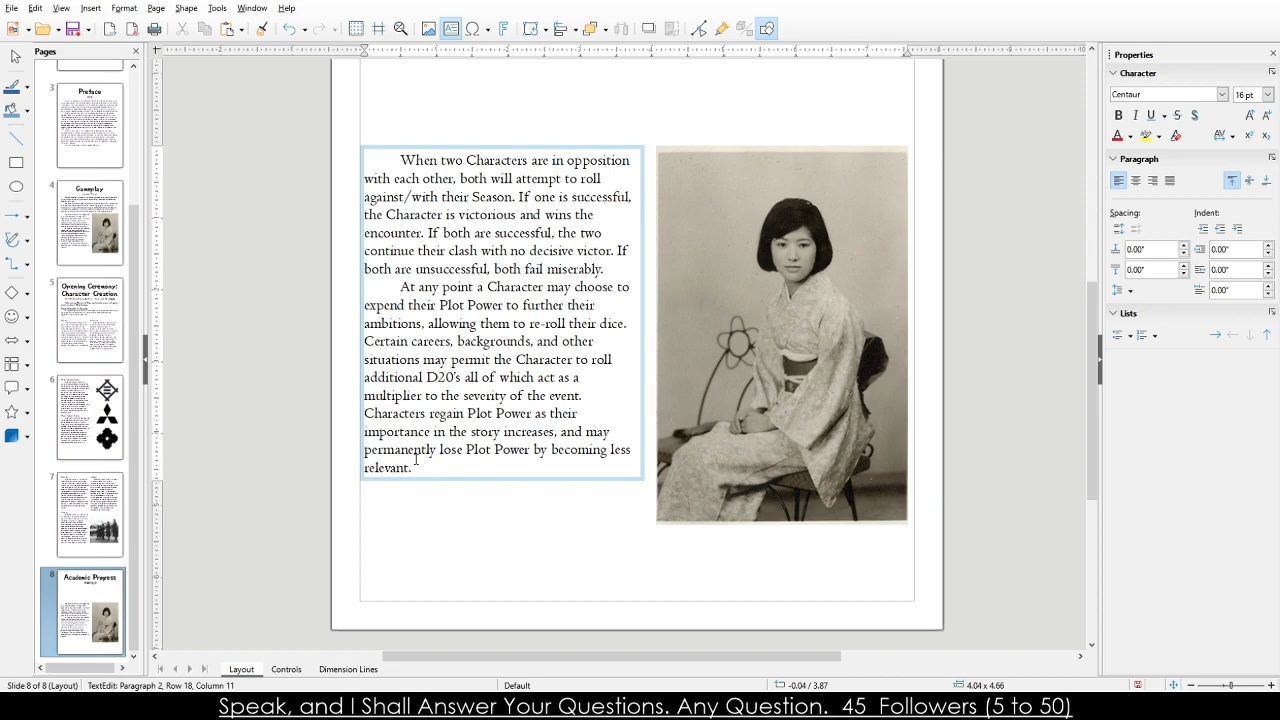 File Edit View Insert Format Page Shape Tools Window Help
Pages
3
Preface
4
Gameplay
5
Opening Ceremony:
Character Creation
6
7
8
Academic Progress
When two Characters are in opposition
with each other, both will attempt to roll
against/with their Season. If one is successful,
the Character is victorious and wins the
encounter. If both are successful, the two
continue their clash with no decisive victor. If
both are unsuccessful, both fail miserably.
At any point a Character may choose to
expend their Plot Power to further their
ambitions, allowing them to re-roll their dice.
Certain careers, backgrounds, and other
situations may permit the Character to roll
additional D20's all of which act as a
multiplier to the severity of the event.
Characters regain Plot Power as their
importance in the story increases, and may
permanently lose Plot Power by becoming less
relevant.
Properties
Character
Centaur 16 pt
Paragraph
Spacing: Indent:
0.00" 0.00"
0.00" 0.00"
0.00"
Lists
Layout Controls Dimension Lines
Slide 8 of 8 (Layout) TextEdit: Paragraph 2, Row 18, Column 11 Default -0.04 / 3.87 4.04 x 4.66
Speak, and I Shall Answer Your Questions. Any Question. 45 Followers (5 to 50)